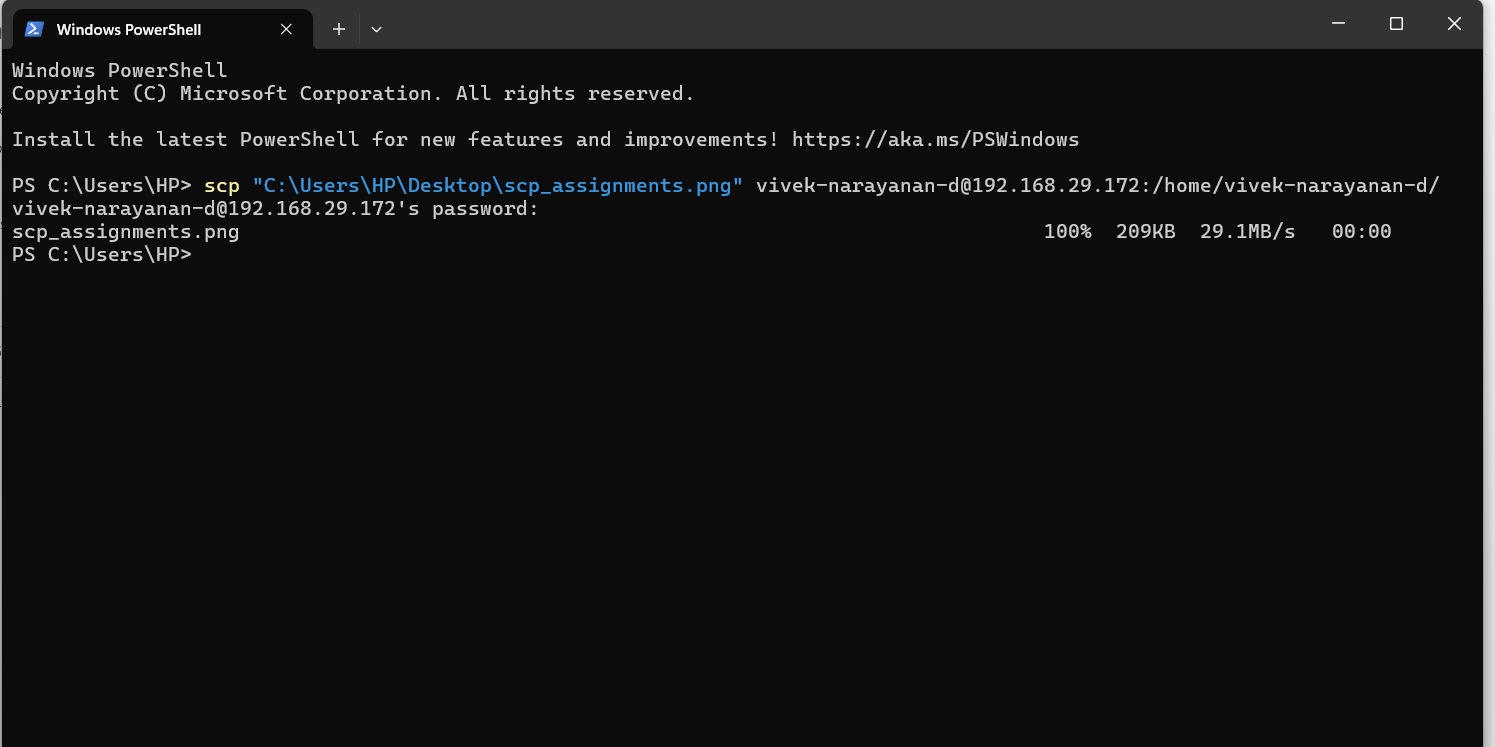 Windows PowerShell
Windows PowerShell
Copyright (C) Microsoft Corporation. All rights reserved.
Install the latest PowerShell for new features and improvements! https://aka.ms/PSWindows
PS C:\Users\HP> scp "C:\Users\HP\Desktop\scp_assignments.png" vivek-narayanan-d@192.168.29.172:/home/vivek-narayanan-d/
vivek-narayanan-d@192.168.29.172's password:
scp_assignments.png 100% 209KB 29.1MB/s 00:00
PS C:\Users\HP>